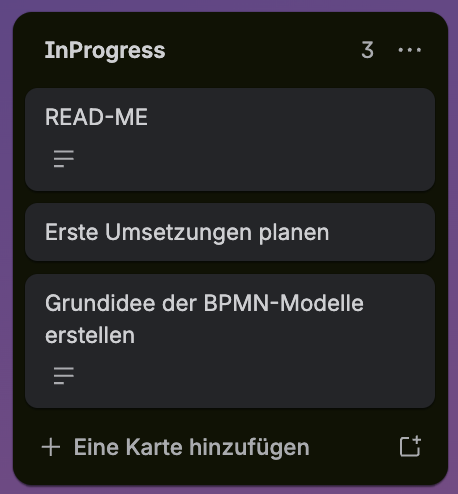 InProgress 3
READ-ME
Erste Umsetzungen planen
Grundidee der BPMN-Modelle
erstellen
Eine Karte hinzufügen